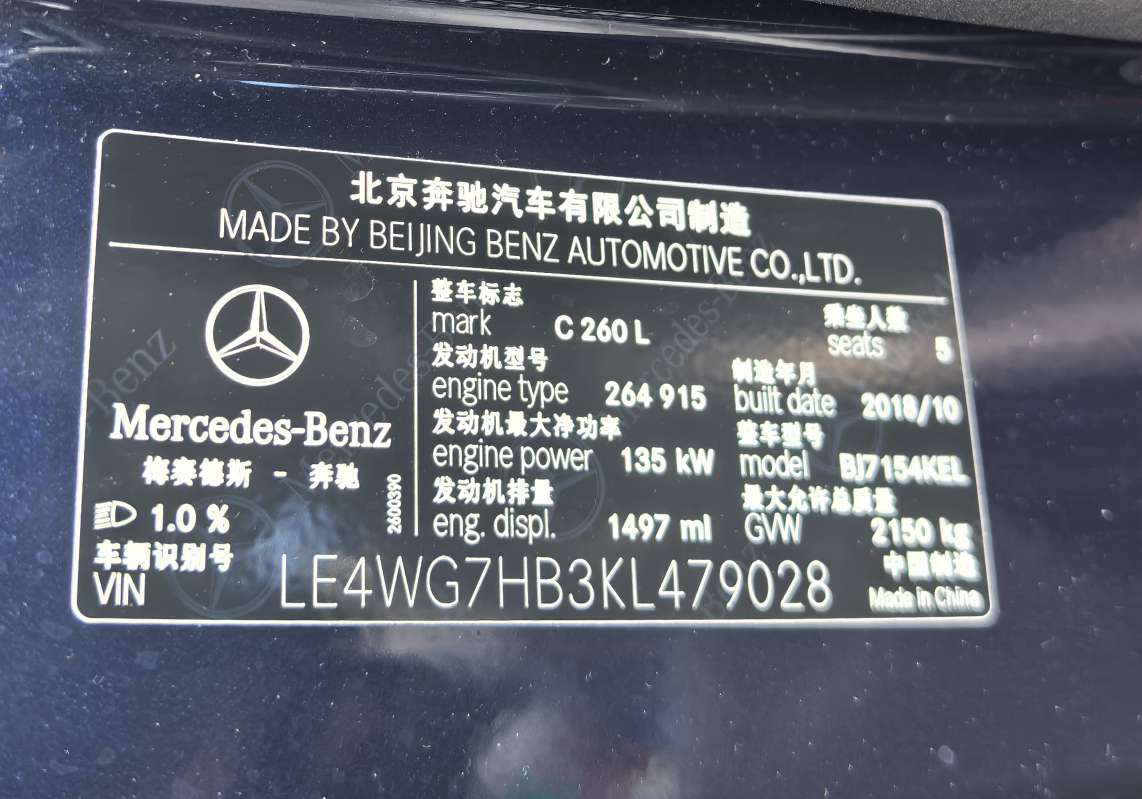 北京奔驰汽车有限公司制造
MADE BY BEIJING BENZ AUTOMOTIVE CO.,LTD.
Mercedes-Benz
梅赛德斯 - 奔驰
2600390
1.0 %
整车标志
mark C 260 L
乘坐人数
seats 5
发动机型号
engine type 264 915
制造年月
built date 2018/10
发动机最大净功率
engine power 135 kW
整车型号
model BJ7154KEL
发动机排量
eng. displ. 1497 ml
最大允许总质量
GVW 2150 kg
车辆识别号
VIN LE4WG7HB3KL479028
中国制造
Made in China